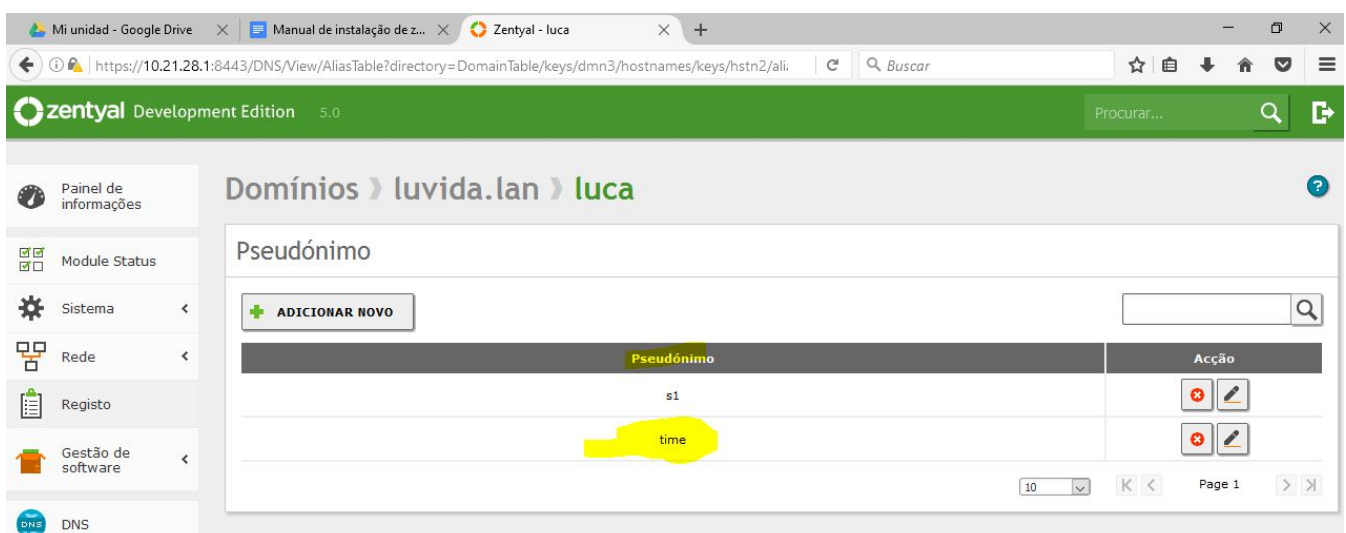 Mi unidad - Google Drive
Manual de instalação de z...
Zentyal - luca
https://10.21.28.1:8443/DNS/View/AliasTable?directory=DomainTable/keys/dmn3/hostnames/keys/hstn2/ali
Buscar
zentyal Development Edition 5.0
Procurar...
Painel de
informações
Domínios luvida.lan luca
?
Pseudónimo
Module Status
Sistema
ADICIONAR NOVO
Rede
Pseudónimo Acção
s1
Registo
time
Gestão de
software
10 Page 1
DNS DNS